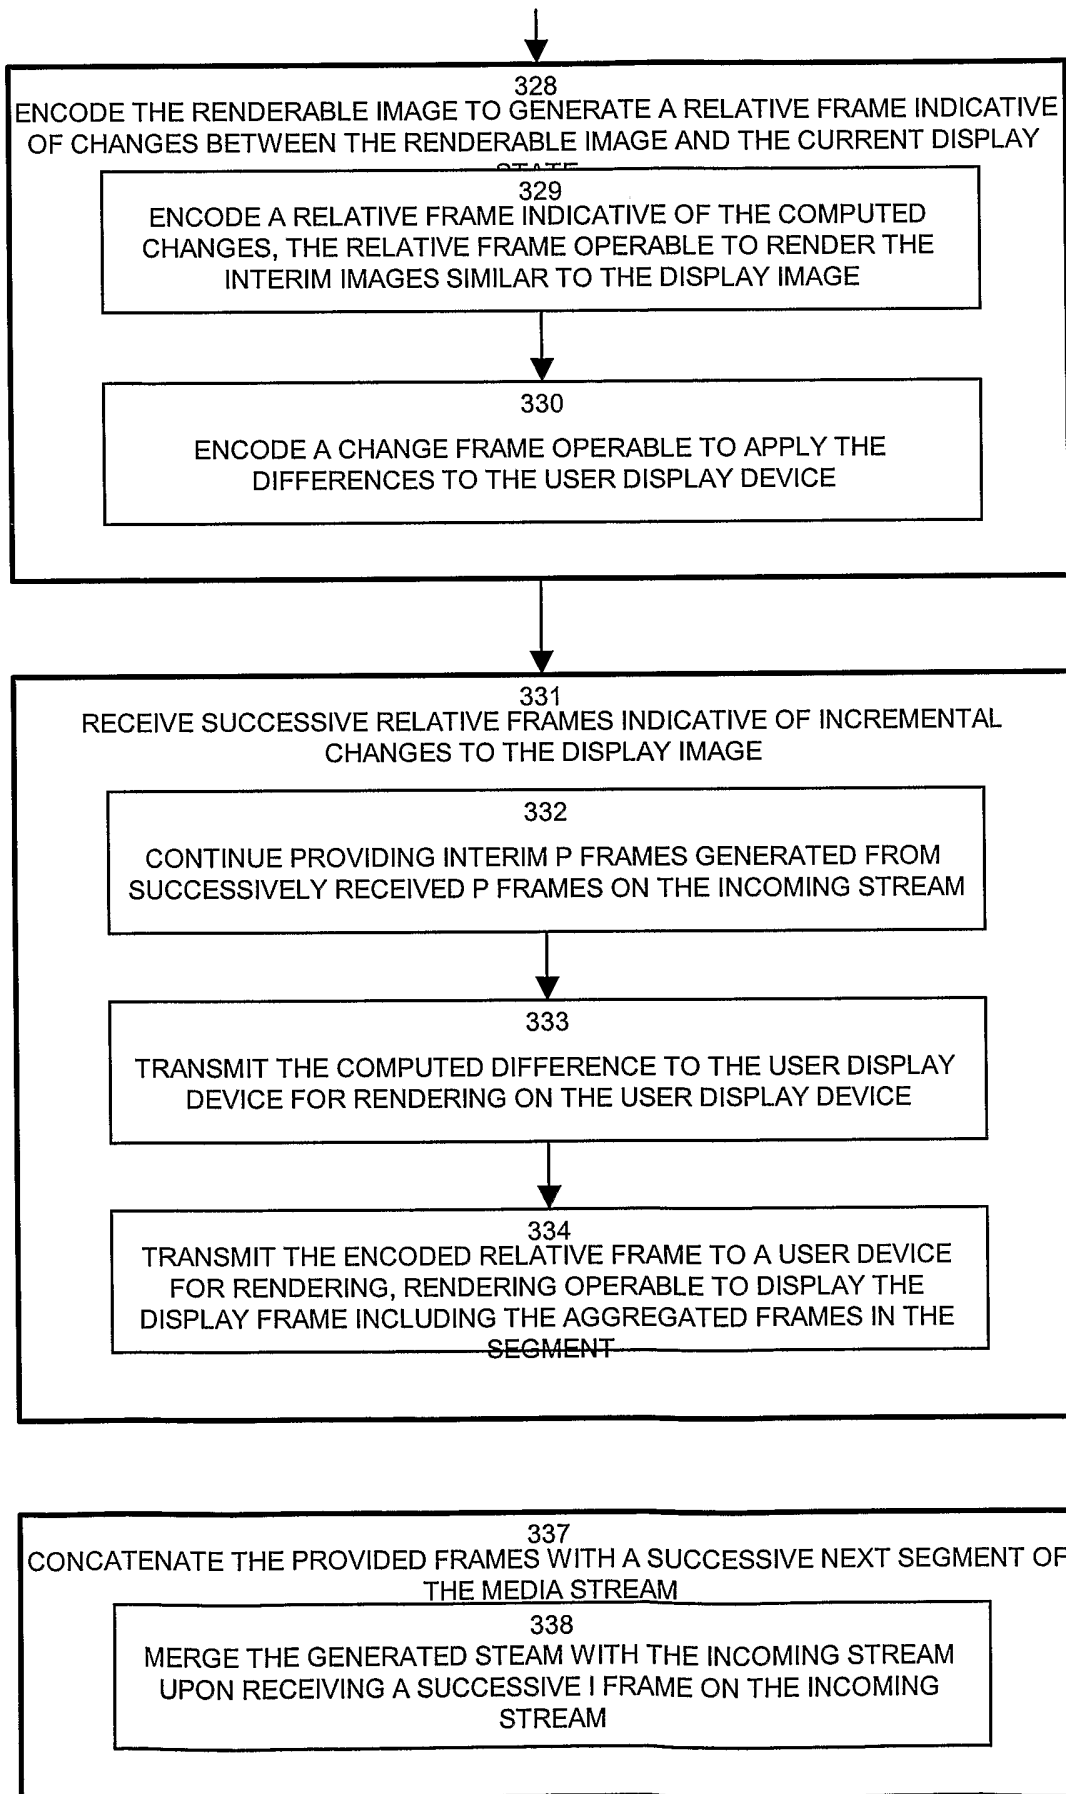 328
ENCODE THE RENDERABLE IMAGE TO GENERATE A RELATIVE FRAME INDICATIVE
OF CHANGES BETWEEN THE RENDERABLE IMAGE AND THE CURRENT DISPLAY
STATE
329
ENCODE A RELATIVE FRAME INDICATIVE OF THE COMPUTED
CHANGES, THE RELATIVE FRAME OPERABLE TO RENDER THE
INTERIM IMAGES SIMILAR TO THE DISPLAY IMAGE
330
ENCODE A CHANGE FRAME OPERABLE TO APPLY THE
DIFFERENCES TO THE USER DISPLAY DEVICE
331
RECEIVE SUCCESSIVE RELATIVE FRAMES INDICATIVE OF INCREMENTAL
CHANGES TO THE DISPLAY IMAGE
332
CONTINUE PROVIDING INTERIM P FRAMES GENERATED FROM
SUCCESSIVELY RECEIVED P FRAMES ON THE INCOMING STREAM
333
TRANSMIT THE COMPUTED DIFFERENCE TO THE USER DISPLAY
DEVICE FOR RENDERING ON THE USER DISPLAY DEVICE
334
TRANSMIT THE ENCODED RELATIVE FRAME TO A USER DEVICE
FOR RENDERING, RENDERING OPERABLE TO DISPLAY THE
DISPLAY FRAME INCLUDING THE AGGREGATED FRAMES IN THE
SEGMENT
337
CONCATENATE THE PROVIDED FRAMES WITH A SUCCESSIVE NEXT SEGMENT OF
THE MEDIA STREAM
338
MERGE THE GENERATED STEAM WITH THE INCOMING STREAM
UPON RECEIVING A SUCCESSIVE I FRAME ON THE INCOMING
STREAM